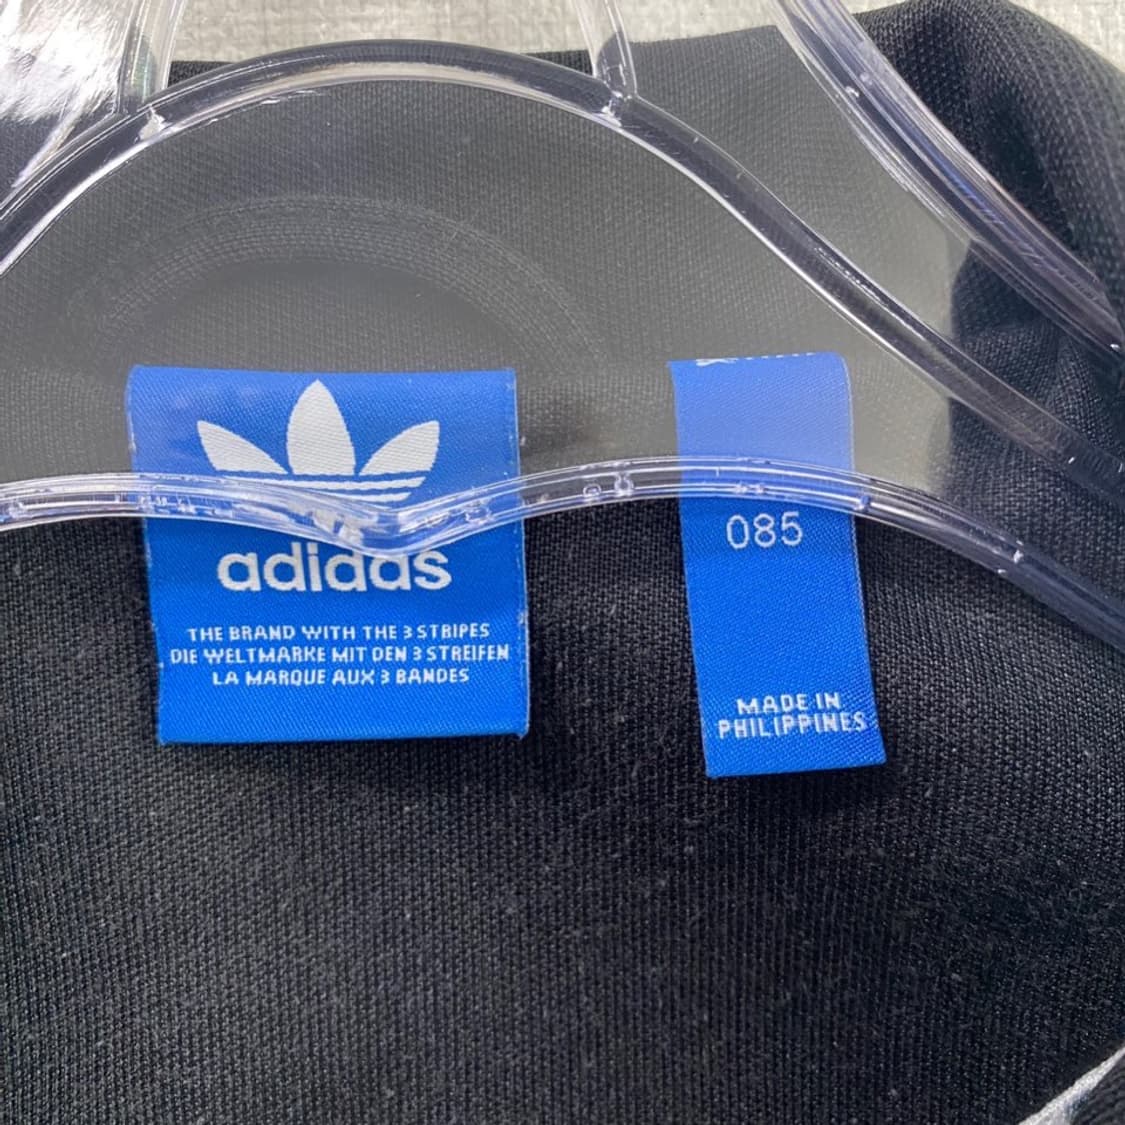 adidas
THE BRAND WITH THE 3 STRIPES
DIE WELTMARKE MIT DEN 3 STREIFEN
LA MARQUE AUX 3 BANDES
085
MADE IN
PHILIPPINES